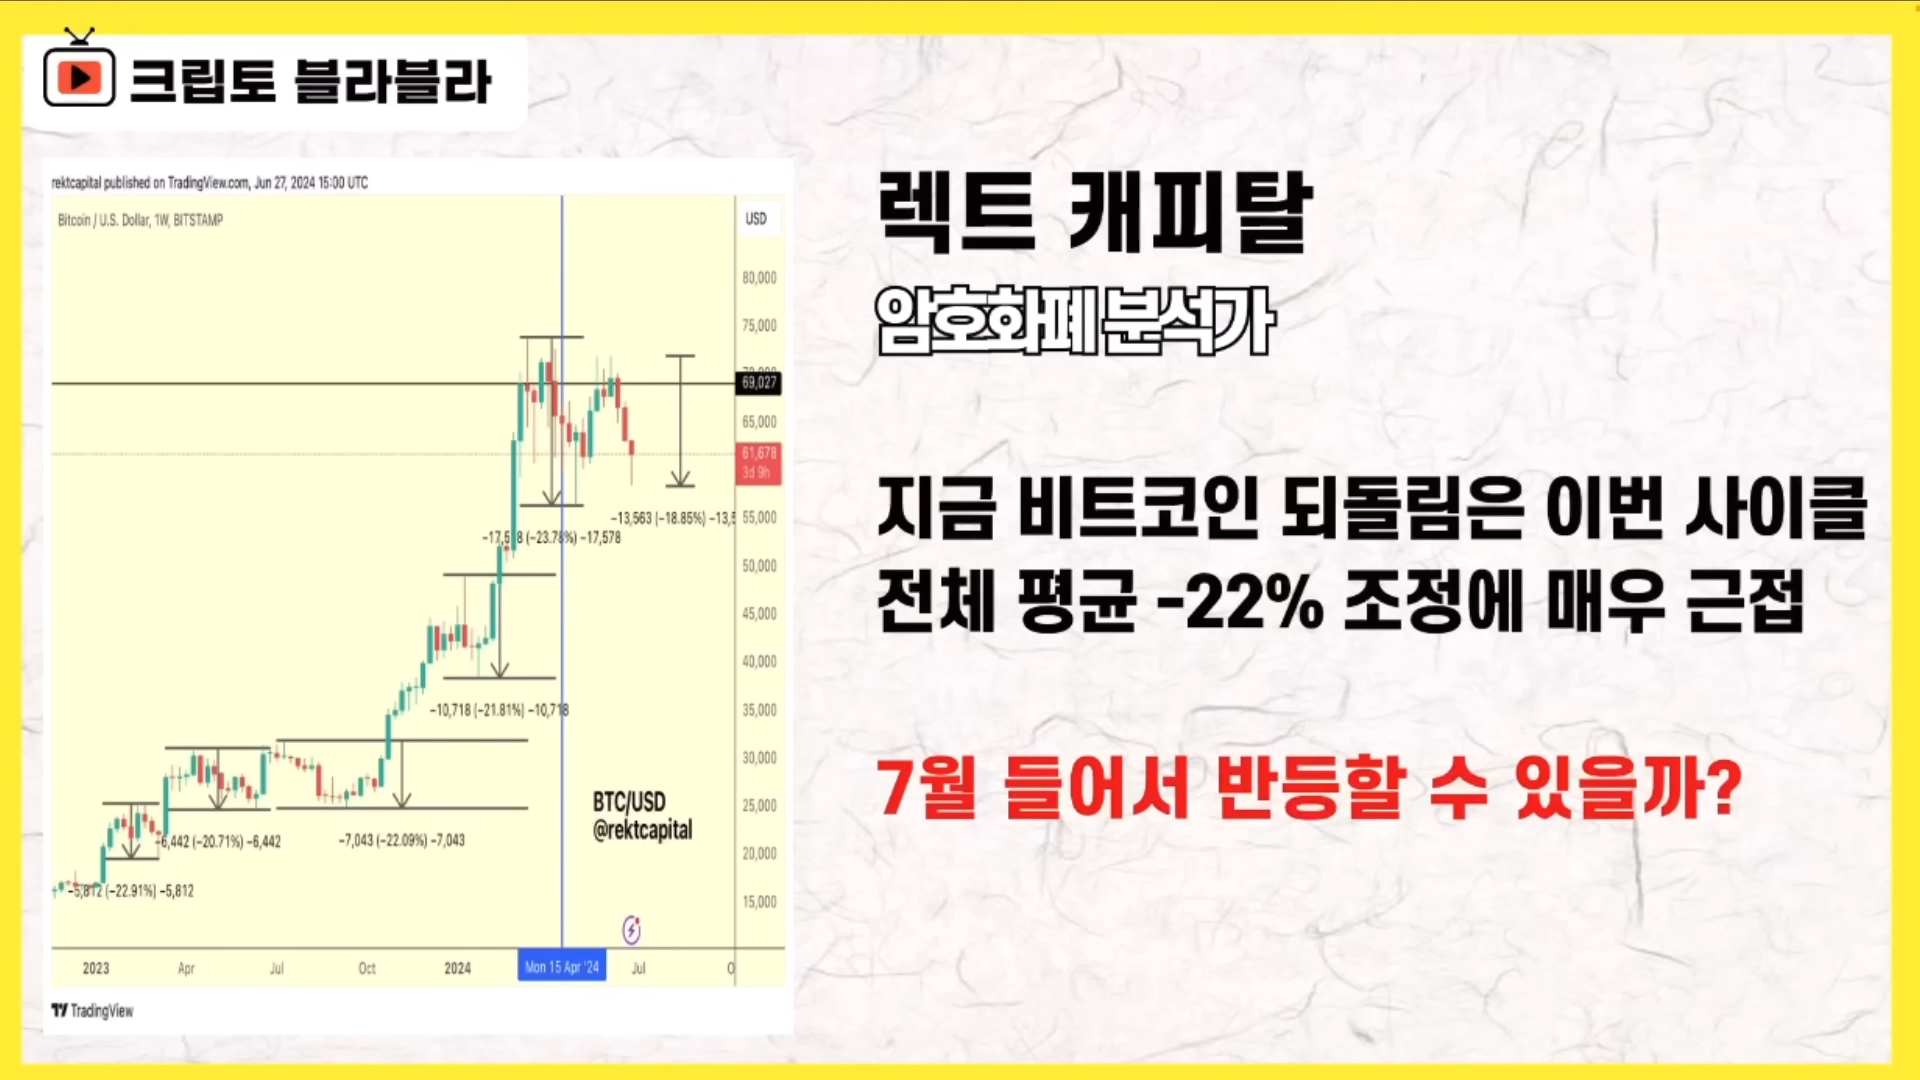 크립토 블라블라
rektcapital published on TradingView.com, Jun 27, 2024 15:00 UTC
Bitcoin / U.S. Dollar, 1W, BITSTAMP
USD
80,000
75,000
69,027
65,000
61,678
3d 9h
55,000
50,000
45,000
40,000
35,000
30,000
25,000
20,000
15,000
-13,563 (-18.85%)
(-23.78%) -17,578
-10,718 (-21.81%) -10,718
-6,442 (-20.71%) -6,442
-7,043 (-22.09%) -7,043
-5,812 (-22.91%) -5,812
BTC/USD
@rektcapital
2023 Apr Jul Oct 2024 Mon 15 Apr '24 Jul
TradingView
렉트 캐피탈
암호화폐 분석가
지금 비트코인 되돌림은 이번 사이클
전체 평균 -22% 조정에 매우 근접
7월 들어서 반등할 수 있을까?